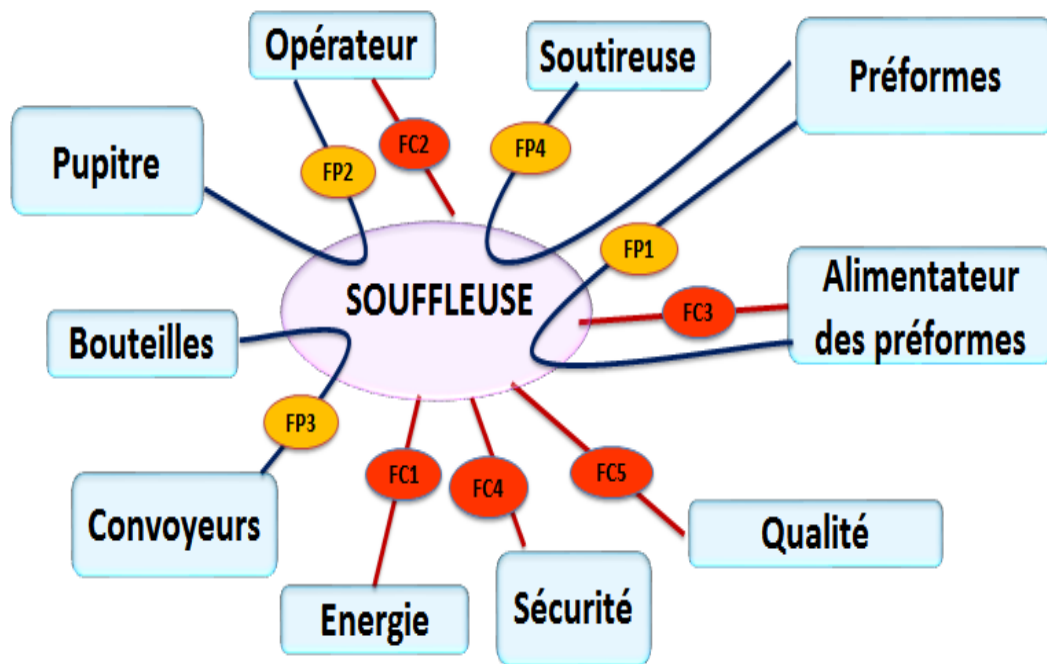 Opérateur
Soutireuse
Préformes
Pupitre
FC2
FP4
FP2
FP1
SOUFFLEUSE
Alimentateur
des préformes
FC3
Bouteilles
FP3
FC1
FC4
FC5
Convoyeurs
Qualité
Energie
Sécurité